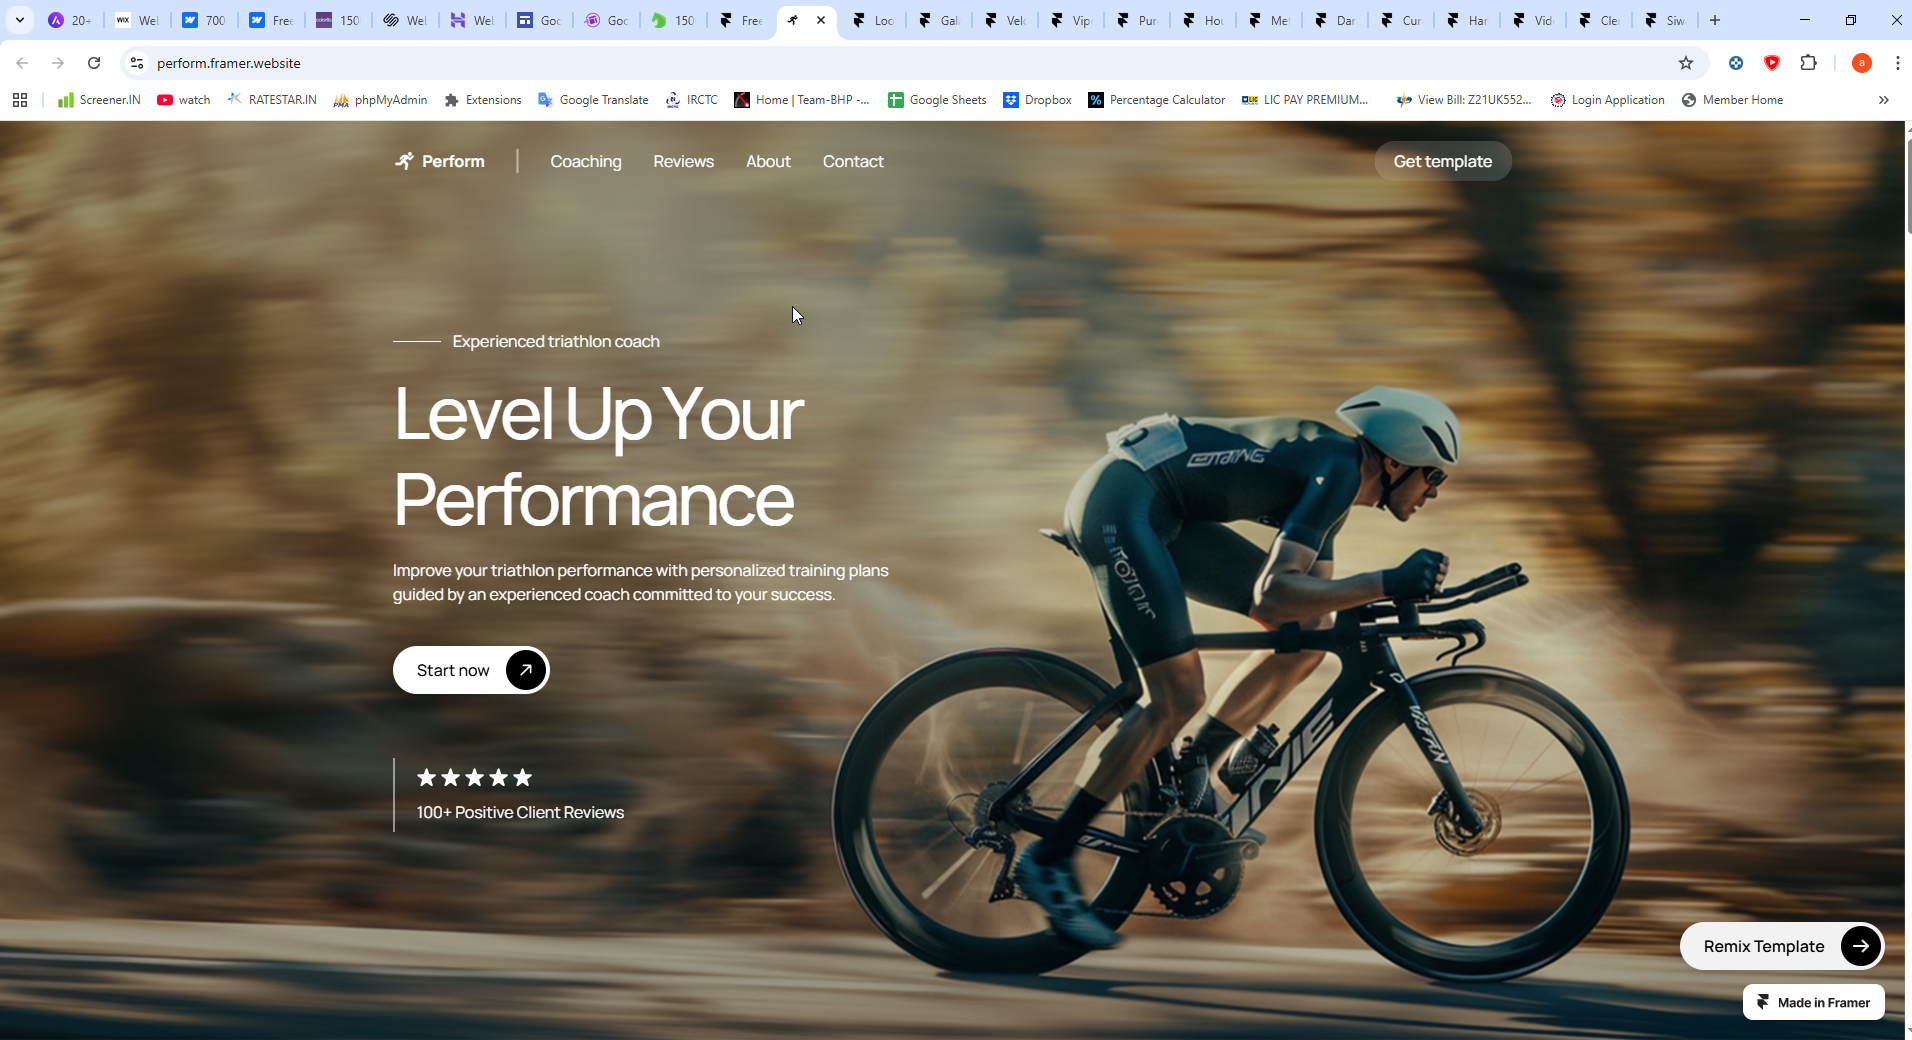 20+
Wel
700
Free
150
Wel
Wel
Goo
Goo
150
Free
Loo
Gal
Velo
Vip
Pur
Hou
Me
Dar
Cur
Har
Vid
Cle
Siw
perform.framer.website
a
Screener.IN
watch
RATESTAR.IN
phpMyAdmin
Extensions
Google Translate
IRCTC
Home | Team-BHP -...
Google Sheets
Dropbox
Percentage Calculator
LIC PAY PREMIUM...
View Bill: Z21UK552...
Login Application
Member Home
Perform
Coaching
Reviews
About
Contact
Get template
Experienced triathlon coach
Level Up Your
Performance
Improve your triathlon performance with personalized training plans
guided by an experienced coach committed to your success.
Start now
100+ Positive Client Reviews
Remix Template
Made in Framer